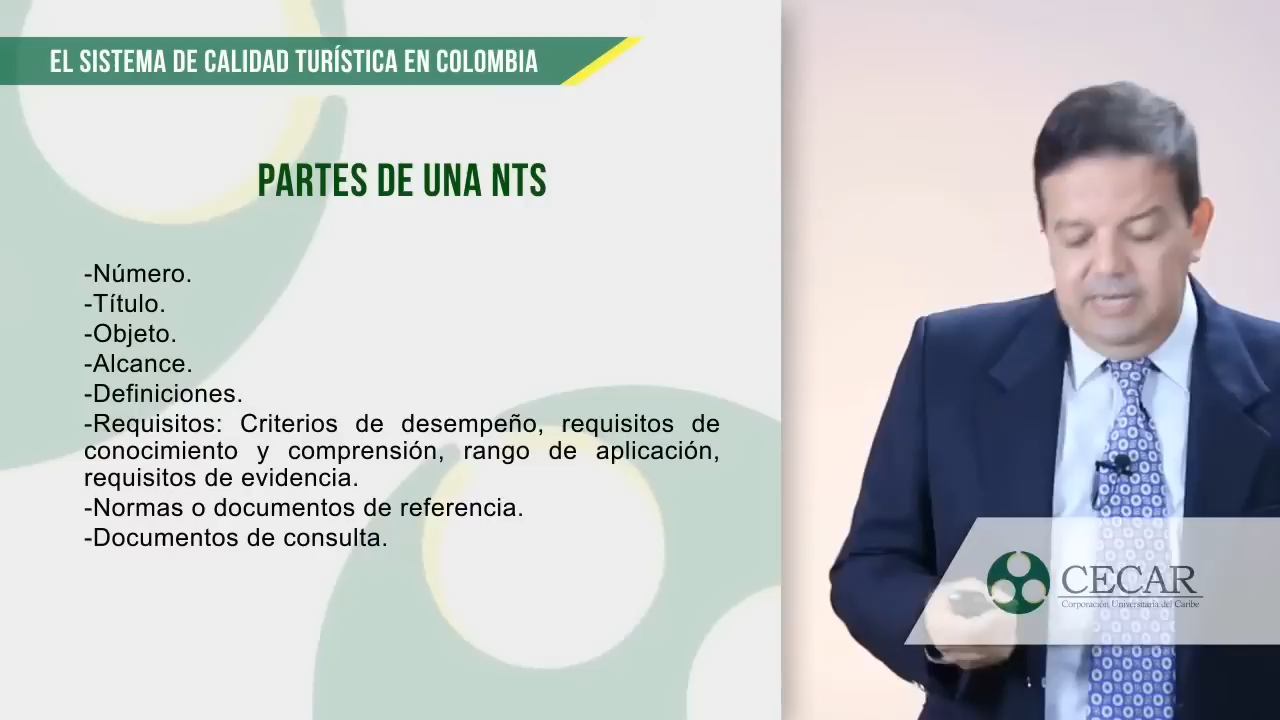 EL SISTEMA DE CALIDAD TURÍSTICA EN COLOMBIA
PARTES DE UNA NTS
-Número.
-Título.
-Objeto.
-Alcance.
-Definiciones.
-Requisitos: Criterios de desempeño, requisitos de
conocimiento y comprensión, rango de aplicación,
requisitos de evidencia.
-Normas o documentos de referencia.
-Documentos de consulta.
CECAR
Corporación Universitaria del Caribe